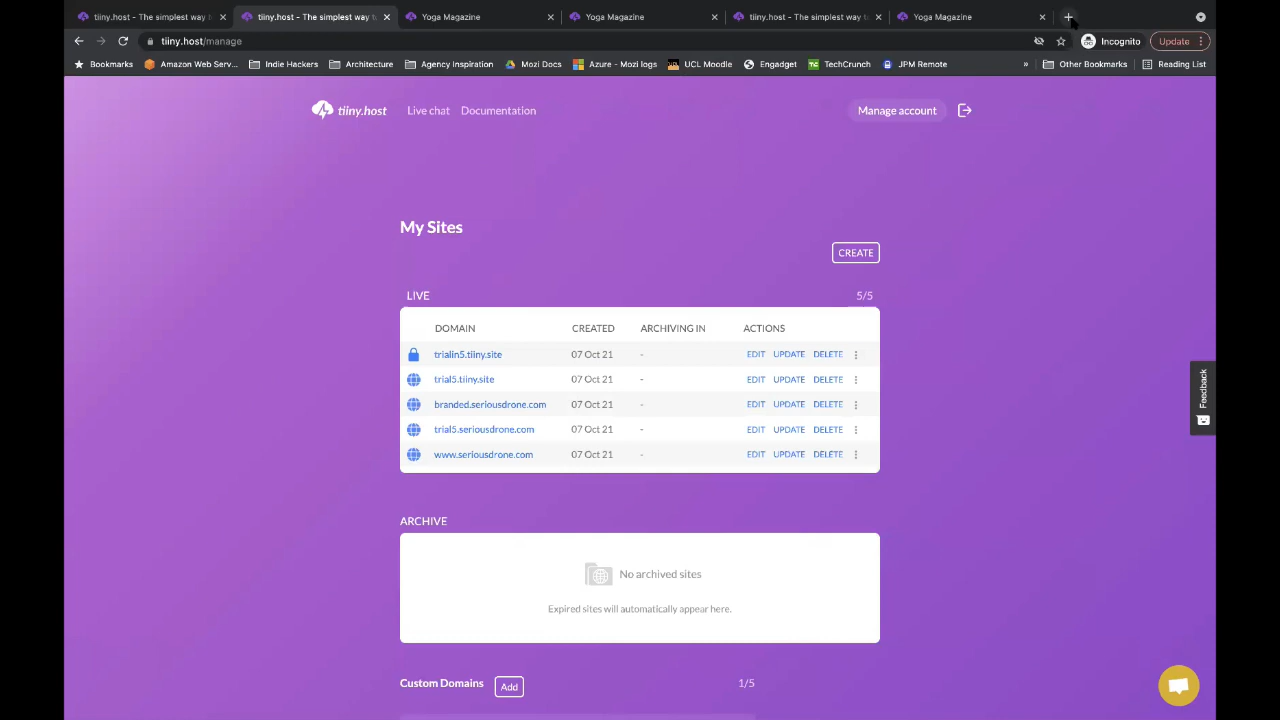 tiiny.host - The simplest way t
tiiny.host - The simplest way t
Yoga Magazine
Yoga Magazine
tiiny.host - The simplest way t
Yoga Magazine
tiiny.host/manage
Incognito
Update
Bookmarks
Amazon Web Serv...
Indie Hackers
Architecture
Agency Inspiration
Mozi Docs
Azure - Mozi logs
UCL Moodle
Engadget
TechCrunch
JPM Remote
»
Other Bookmarks
Reading List
tiiny.host
Live chat
Documentation
Manage account
My Sites
CREATE
LIVE 5/5
DOMAIN CREATED ARCHIVING IN ACTIONS
trialin5.tiiny.site 07 Oct 21 - EDIT UPDATE DELETE
trial5.tiiny.site 07 Oct 21 - EDIT UPDATE DELETE
branded.seriousdrone.com 07 Oct 21 - EDIT UPDATE DELETE
trial5.seriousdrone.com 07 Oct 21 - EDIT UPDATE DELETE
www.seriousdrone.com 07 Oct 21 - EDIT UPDATE DELETE
Feedback
ARCHIVE
No archived sites
Expired sites will automatically appear here.
Custom Domains Add 1/5